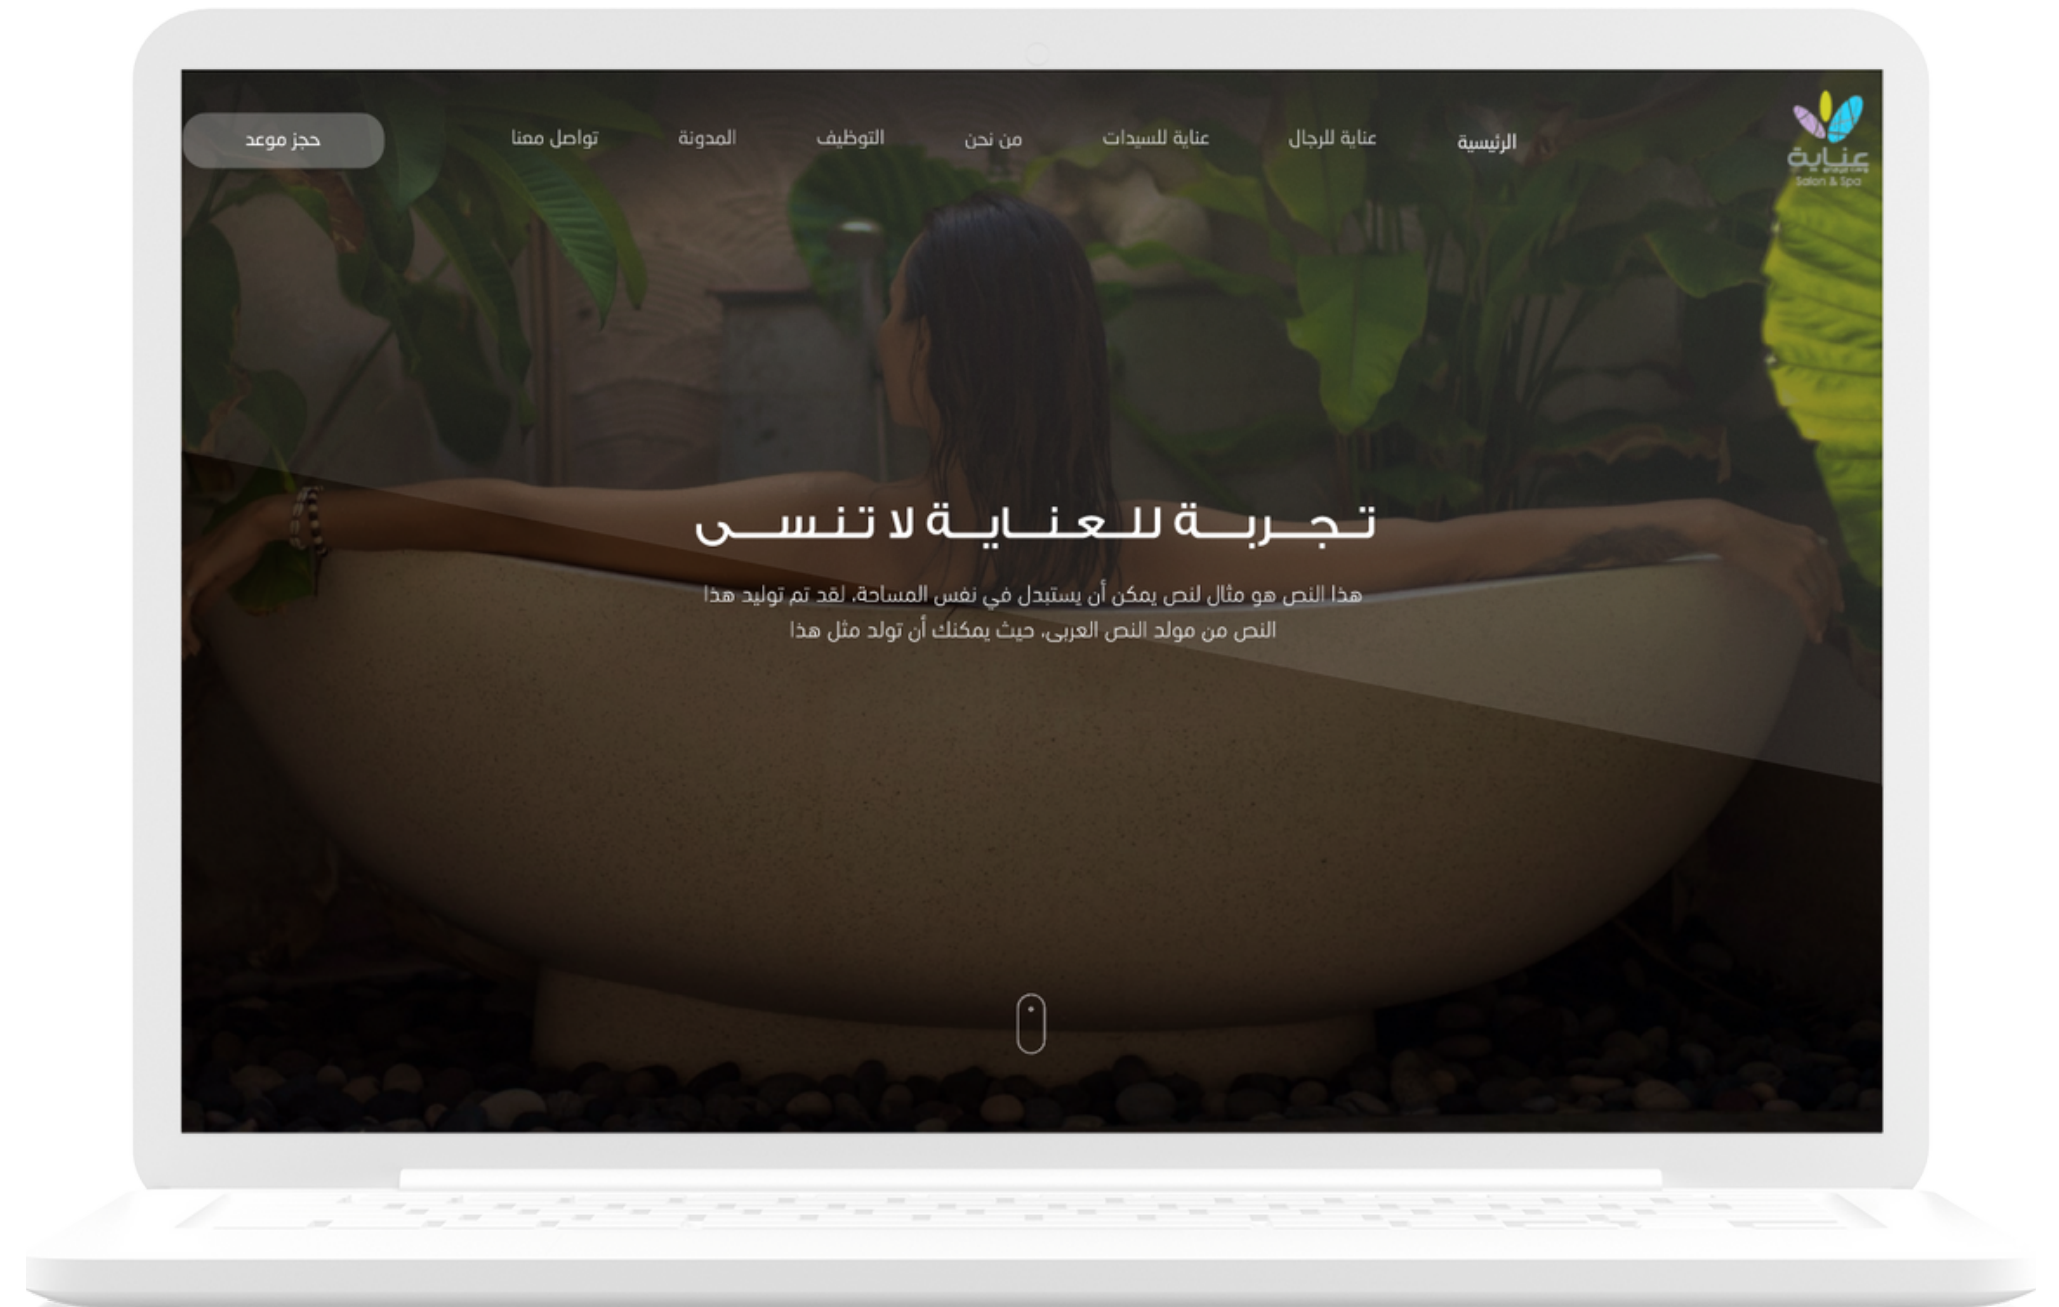 عناية
Salon & Spa
الرئيسية
عناية للرجال
عناية للسيدات
من نحن
التوظيف
المدونة
تواصل معنا
حجز موعد
تجربة للعناية لا تنسى
هذا النص هو مثال لنص يمكن أن يستبدل في نفس المساحة، لقد تم توليد هذا
النص من مولد النص العربى، حيث يمكنك أن تولد مثل هذا